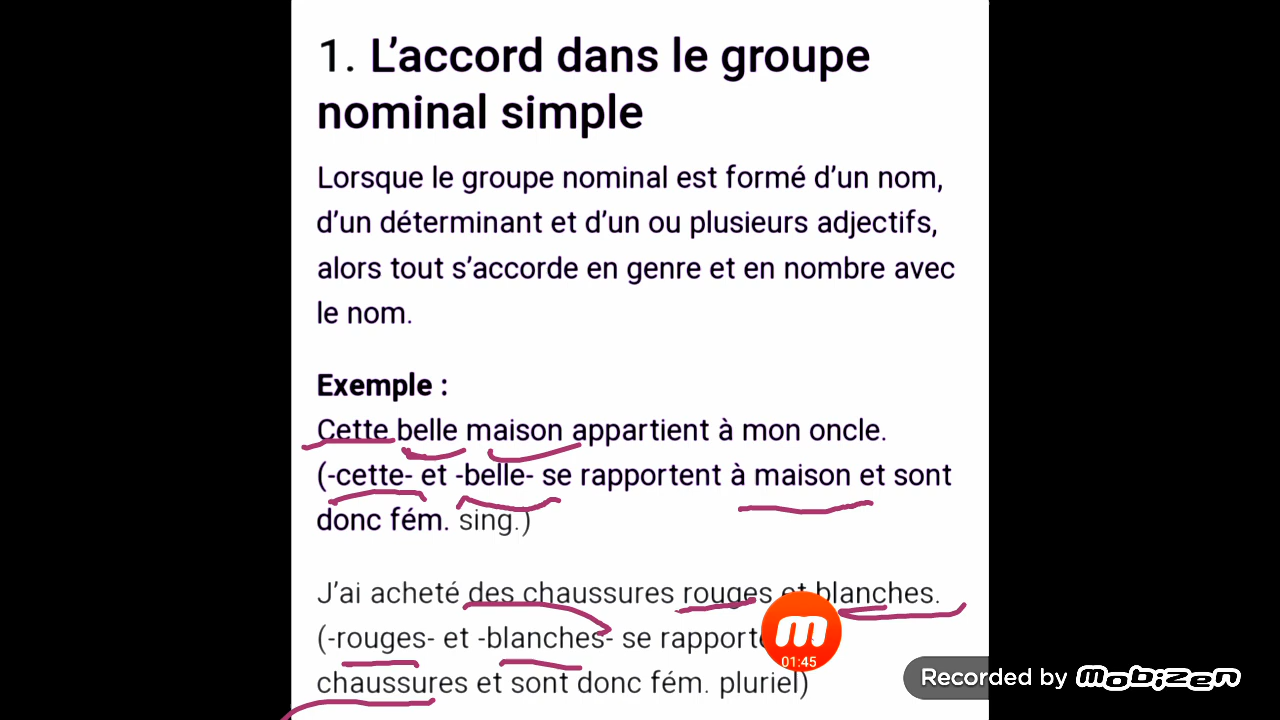 1. L’accord dans le groupe
nominal simple
Lorsque le groupe nominal est formé d’un nom,
d’un déterminant et d’un ou plusieurs adjectifs,
alors tout s’accorde en genre et en nombre avec
le nom.
Exemple :
Cette belle maison appartient à mon oncle.
(-cette- et -belle- se rapportent à maison et sont
donc fém. sing.)
J’ai acheté des chaussures rouges et blanches.
(-rouges- et -blanches- se
chaussures et sont donc fém. pluriel)
01:45
Recorded by mobizen